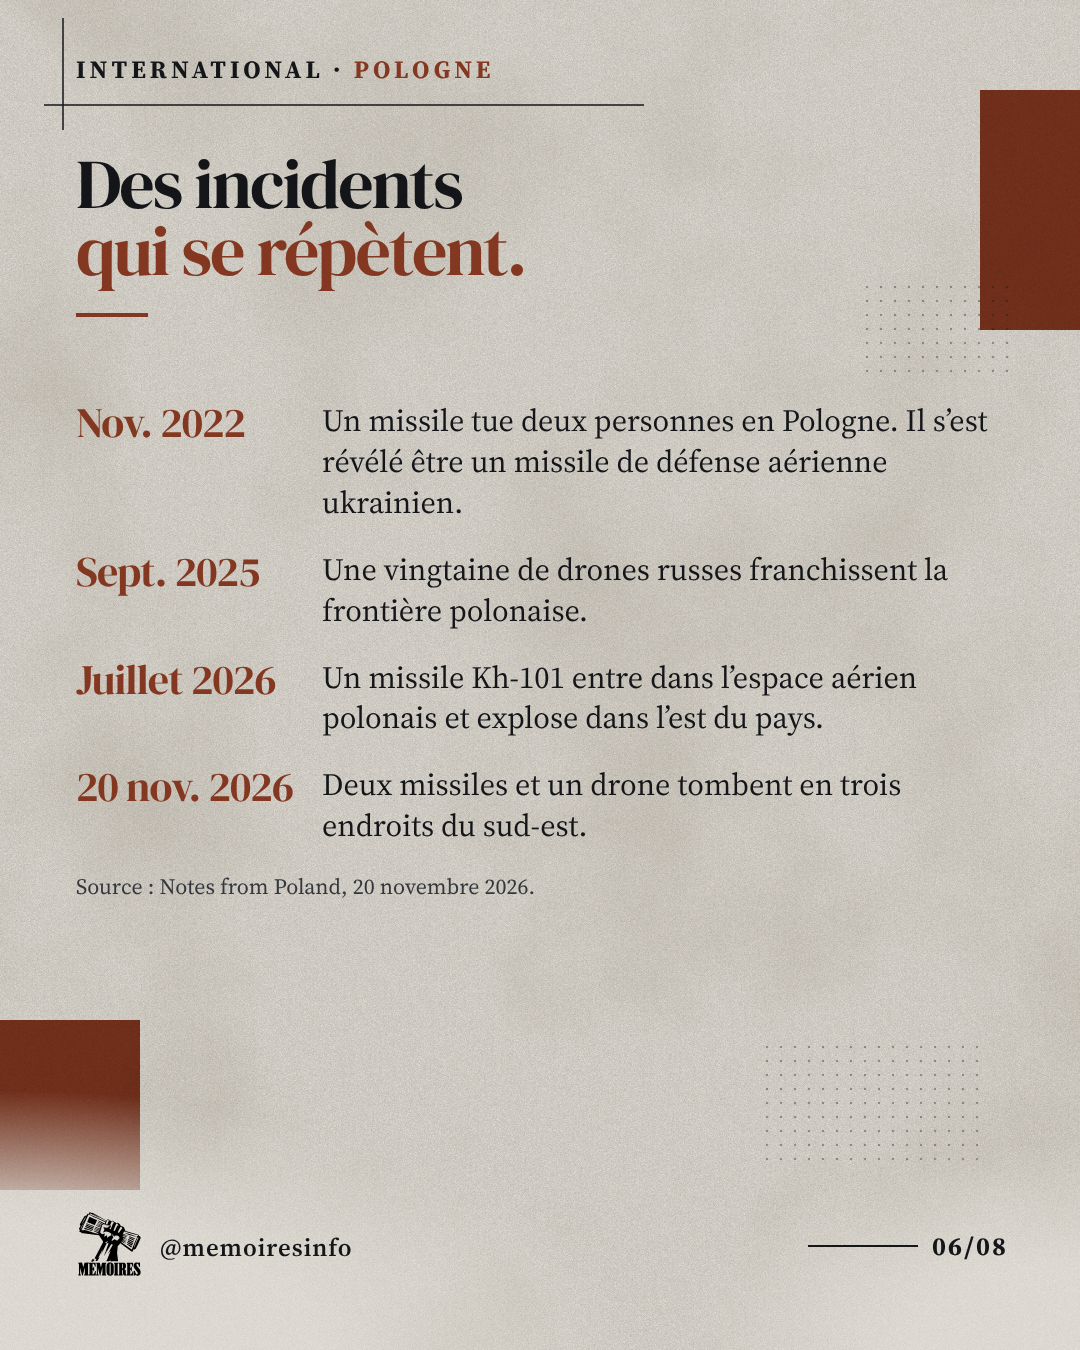 INTERNATIONAL · POLOGNE
Des incidents
qui se répètent.
Nov. 2022
Un missile tue deux personnes en Pologne. Il s’est
révélé être un missile de défense aérienne
ukrainien.
Sept. 2025
Une vingtaine de drones russes franchissent la
frontière polonaise.
Juillet 2026
Un missile Kh-101 entre dans l’espace aérien
polonais et explose dans l’est du pays.
20 nov. 2026
Deux missiles et un drone tombent en trois
endroits du sud-est.
Source : Notes from Poland, 20 novembre 2026.
MÉMOIRES
@memoiresinfo
06/08